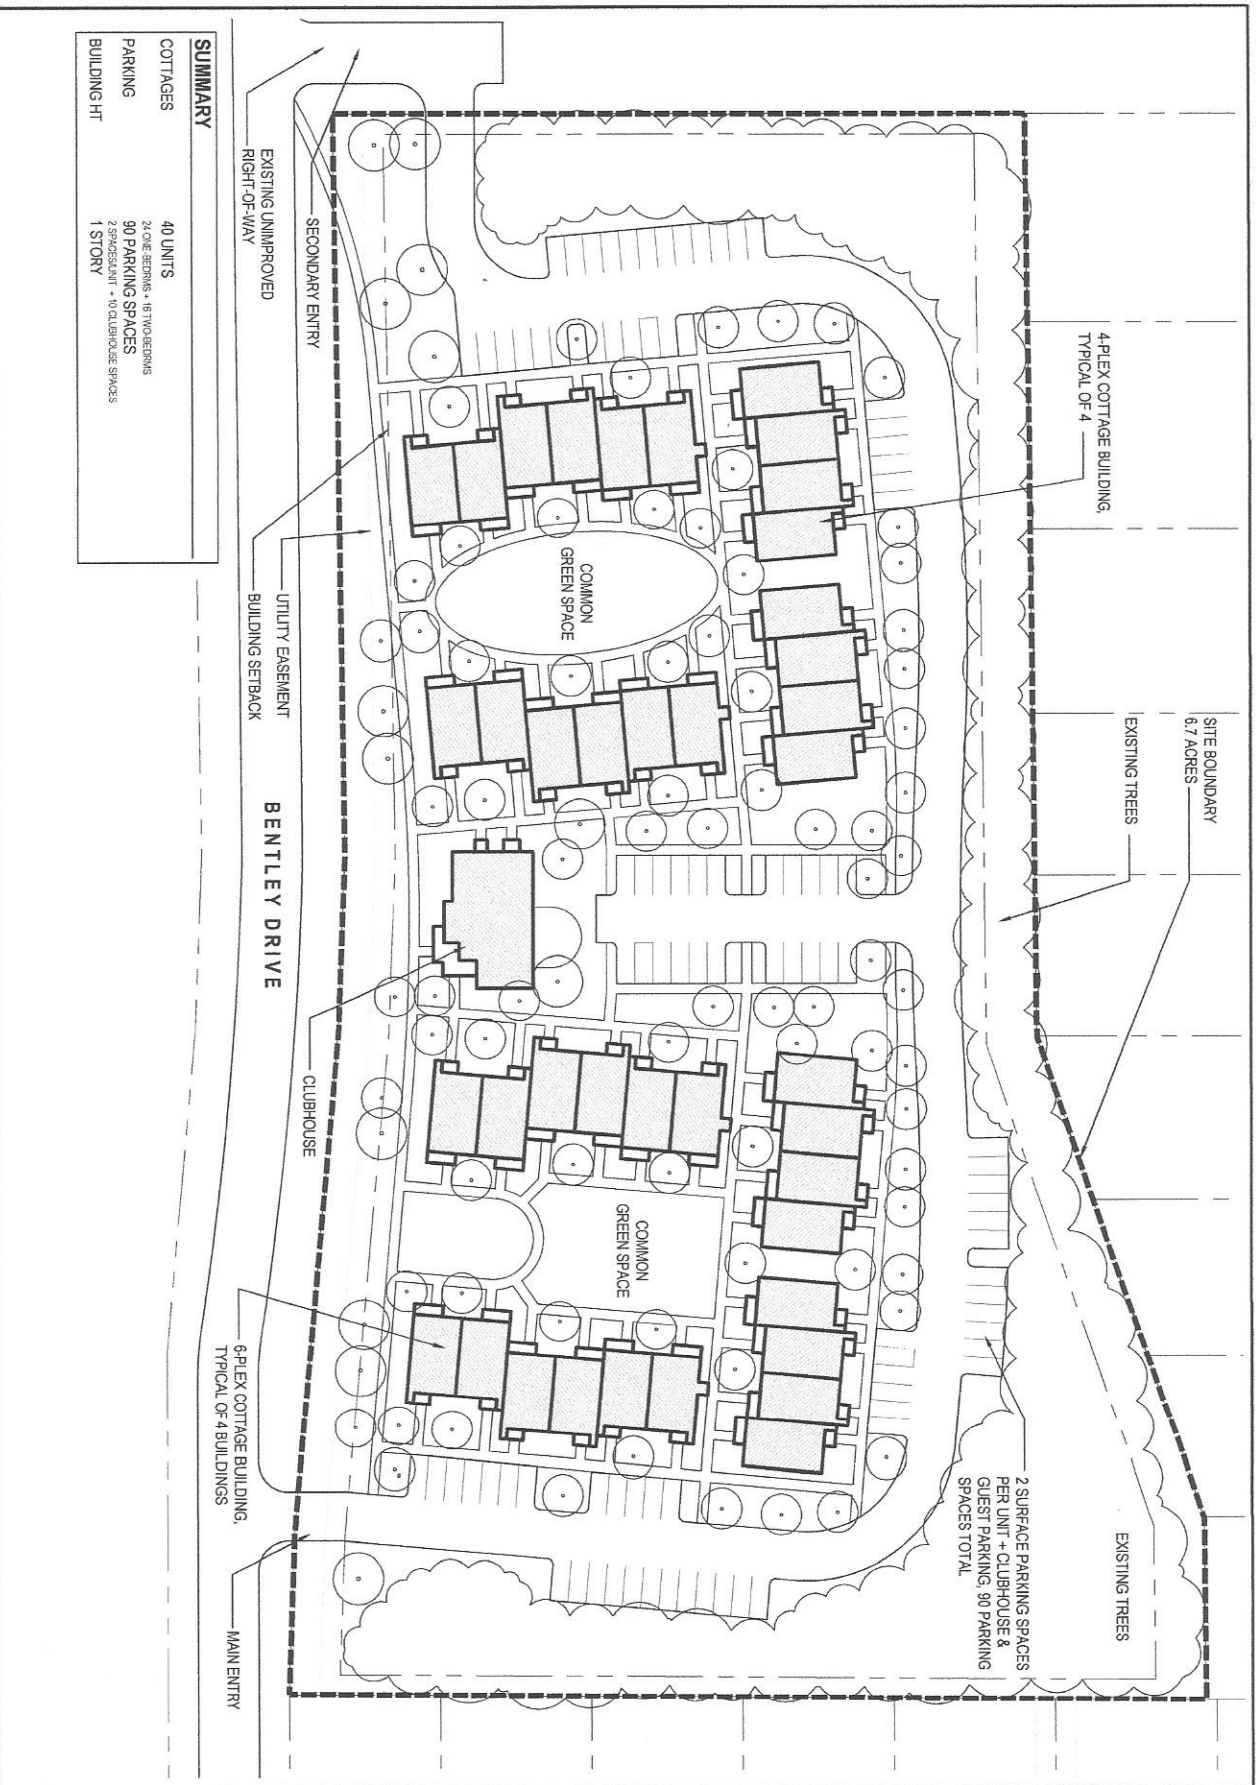 SITE BOUNDARY
6.7 ACRES
4-PLEX COTTAGE BUILDING,
TYPICAL OF 4
EXISTING TREES
EXISTING TREES
2 SURFACE PARKING SPACES
PER UNIT + CLUBHOUSE &
GUEST PARKING, 90 PARKING
SPACES TOTAL
COMMON
GREEN SPACE
COMMON
GREEN SPACE
SECONDARY ENTRY
EXISTING UNIMPROVED
RIGHT-OF-WAY
UTILITY EASEMENT
BUILDING SETBACK
BENTLEY DRIVE
CLUBHOUSE
6-PLEX COTTAGE BUILDING,
TYPICAL OF 4 BUILDINGS
MAIN ENTRY
SUMMARY
COTTAGES 40 UNITS
24 ONE-BEDRMS + 16 TWO-BEDRMS
PARKING 90 PARKING SPACES
2 SPACES/UNIT + 10 CLUBHOUSE SPACES
BUILDING HT 1 STORY